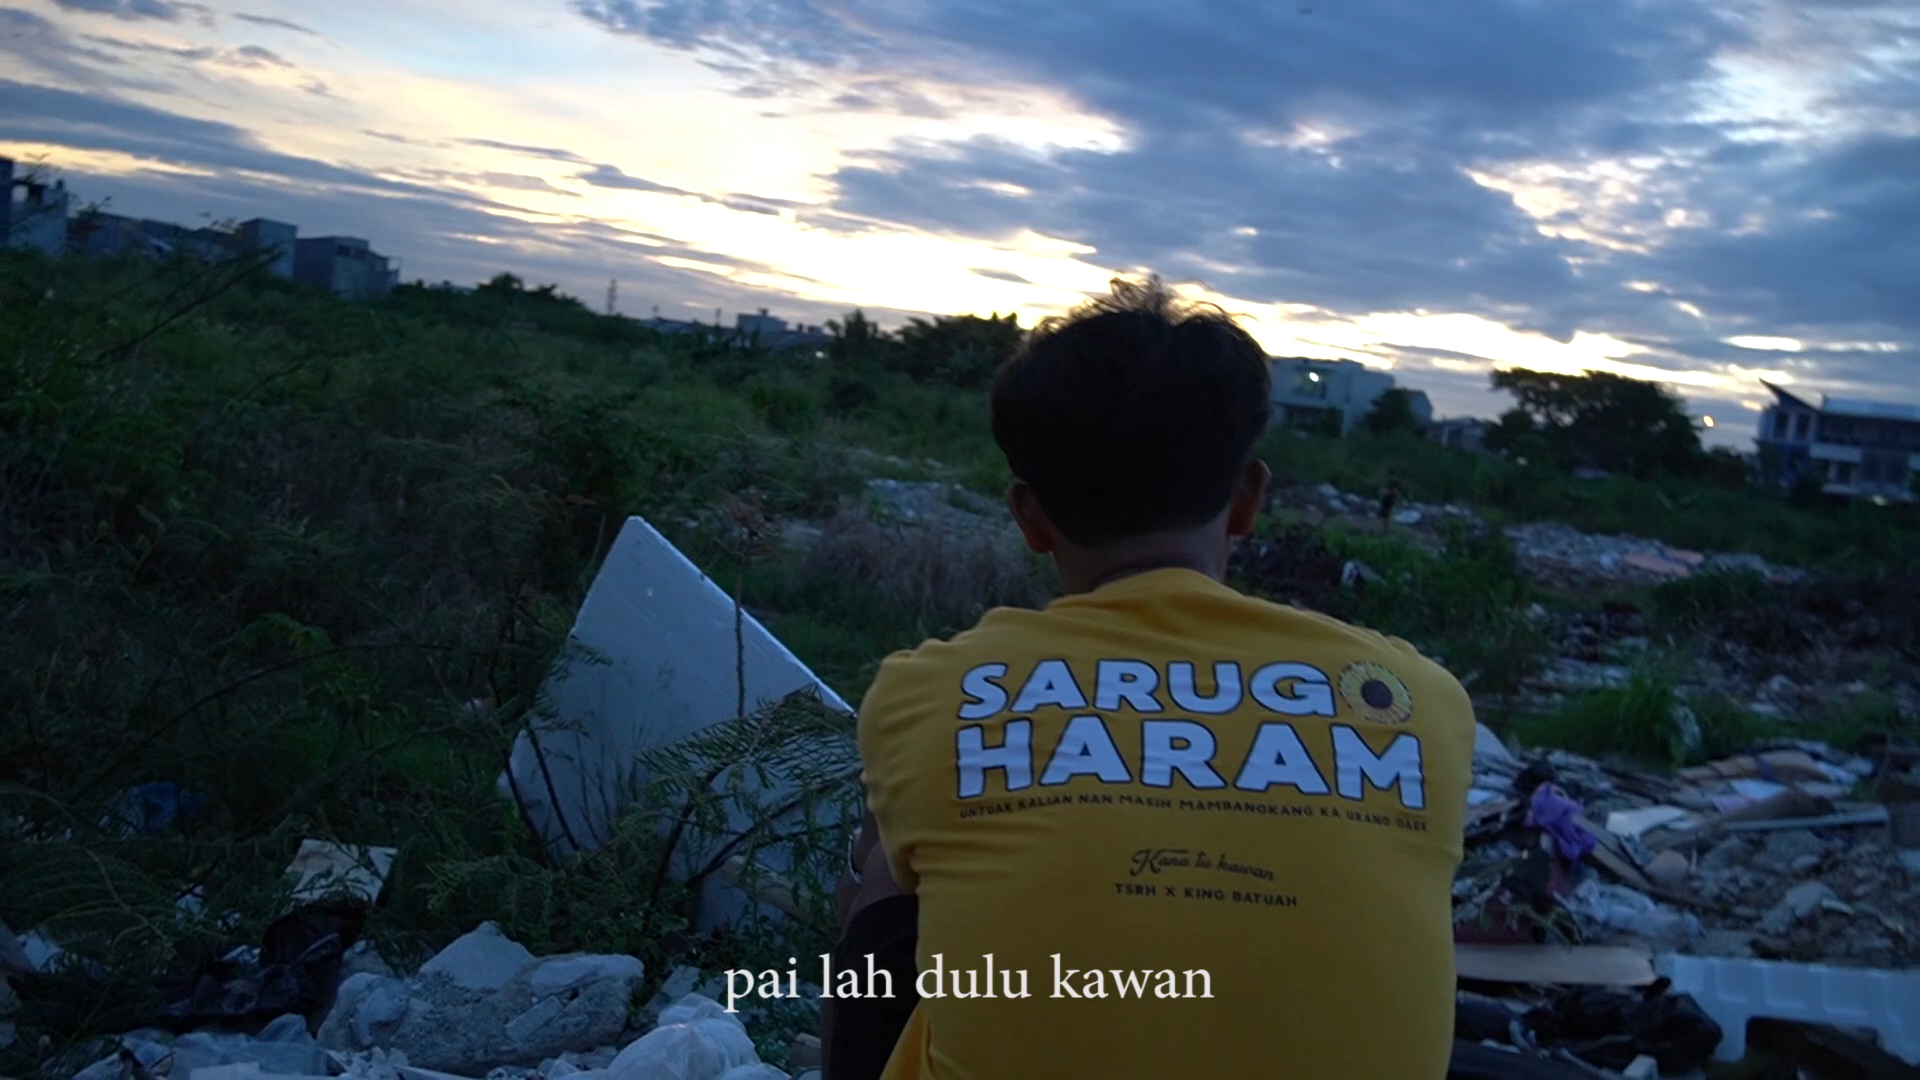 SARUGO
HARAM
UNTUAK KALIAN NAN MASIH MAMBANGKANG KA URANG GAEK
Kana tu kawan
TSRH X KING BATUAH
pai lah dulu kawan